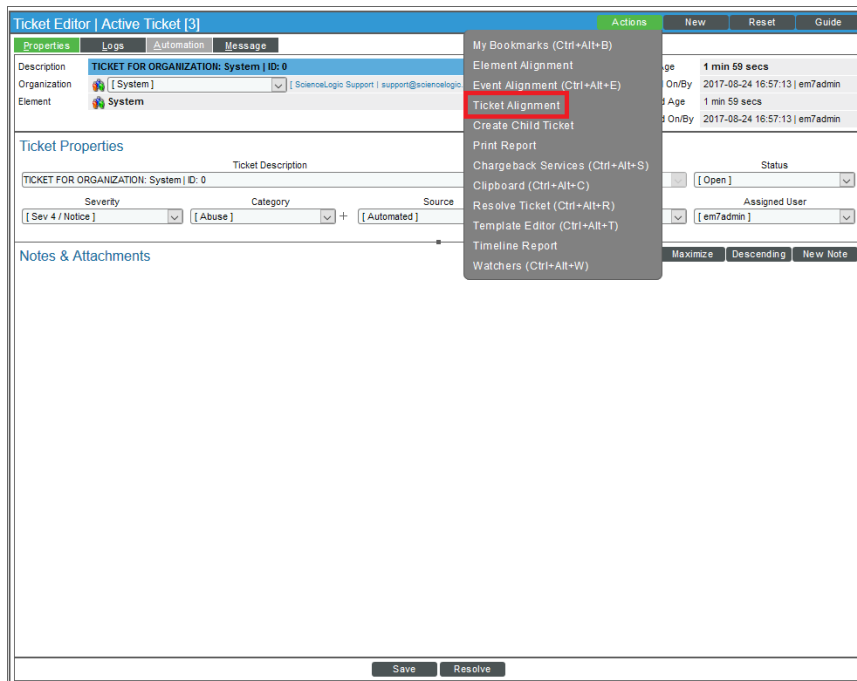 Ticket Editor | Active Ticket [3] Actions New Reset Guide
Properties Logs Automation Message
My Bookmarks (Ctrl+Alt+B)
Description TICKET FOR ORGANIZATION: System | ID: 0 Element Alignment 1 min 59 secs
Organization [ System ] [ ScienceLogic Support | support@sciencelogic. Event Alignment (Ctrl+Alt+E) On/By 2017-08-24 16:57:13 | em7admin
Element System Ticket Alignment Age 1 min 59 secs
Create Child Ticket On/By 2017-08-24 16:57:13 | em7admin
Ticket Properties Print Report
Ticket Description Chargeback Services (Ctrl+Alt+S) Status
TICKET FOR ORGANIZATION: System | ID: 0 Clipboard (Ctrl+Alt+C) [ Open ]
Severity Category Source Resolve Ticket (Ctrl+Alt+R) Assigned User
[ Sev 4 / Notice ] [ Abuse ] + [ Automated ] Template Editor (Ctrl+Alt+T) [ em7admin ]
Timeline Report
Notes & Attachments Watchers (Ctrl+Alt+W) Maximize Descending New Note
Save Resolve